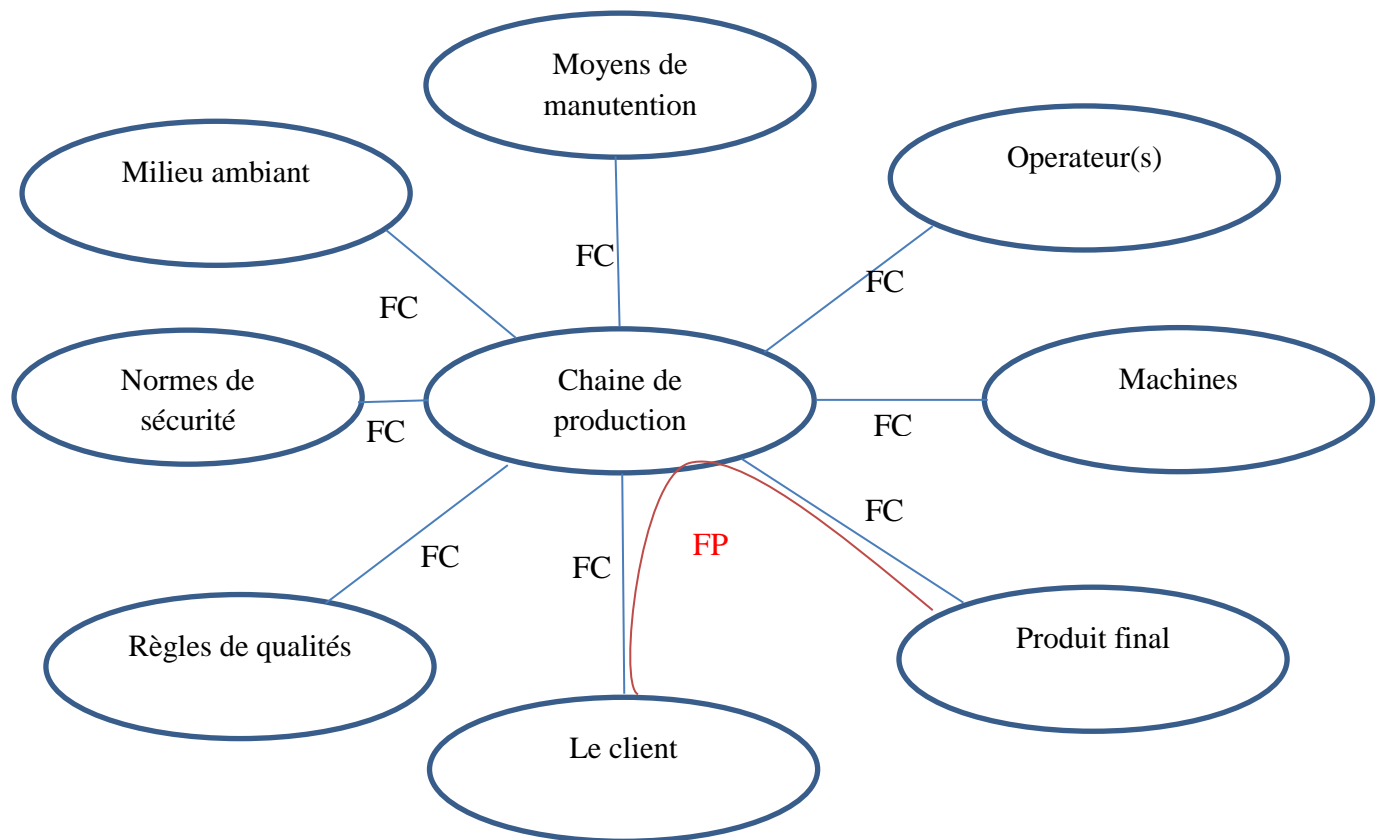 Moyens de
manutention
Operateur(s)
Milieu ambiant
FC
FC
FC
Normes de
sécurité
Chaine de
production
Machines
FC
FC
FC
FP
FC
FC
Règles de qualités
Produit final
Le client